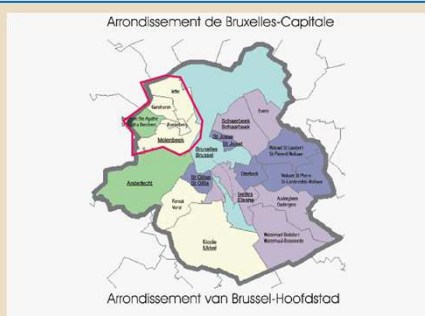 Arrondissement de Bruxelles-Capitale
Jette
Ganshoren
Koekelberg
Molenbeek
Evere
Schaerbeek
Schaarbeek
St Josse
St Joost
Bruxelles
Brussel
Anderlecht
St Gilles
St Gillis
Etterbeek
Ixelles
Elsene
Forest
Vorst
Uccle
Ukkel
Auderghem
Oudergem
Arrondissement van Brussel-Hoofdstad